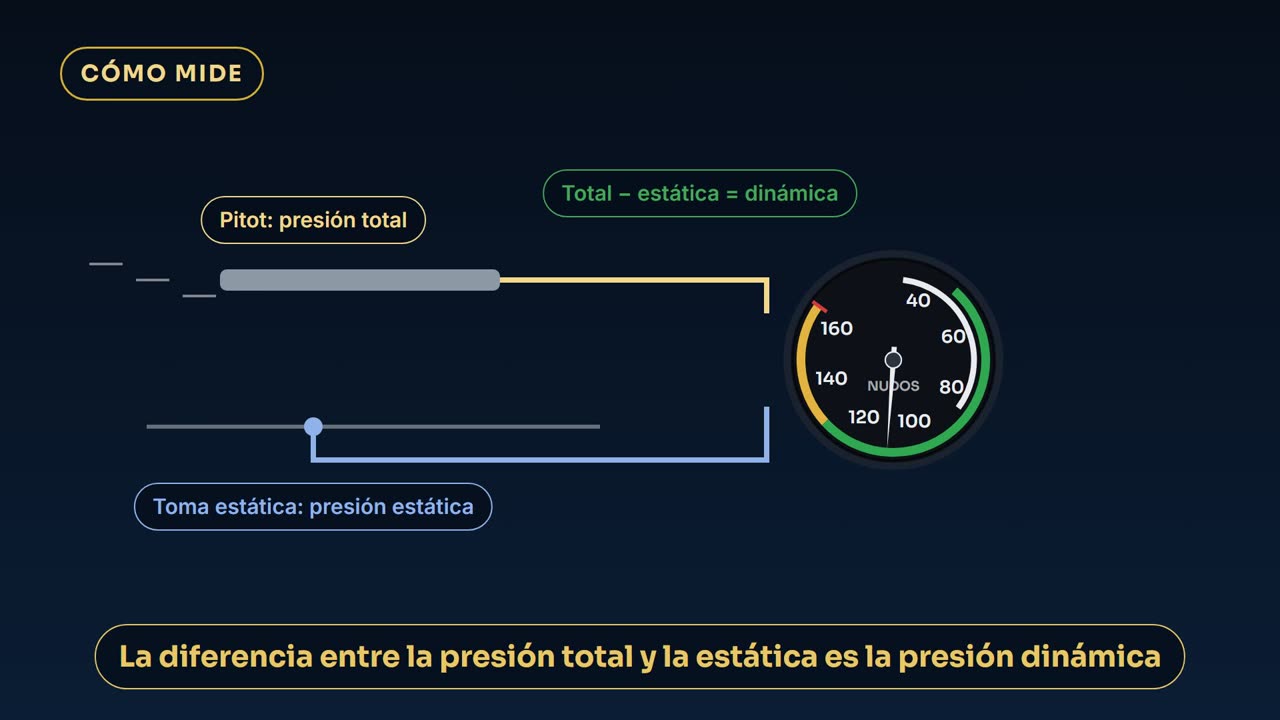 CÓMO MIDE
Total – estática = dinámica
Pitot: presión total
40
60
80
100
120
140
160
NUDOS
Toma estática: presión estática
La diferencia entre la presión total y la estática es la presión dinámica